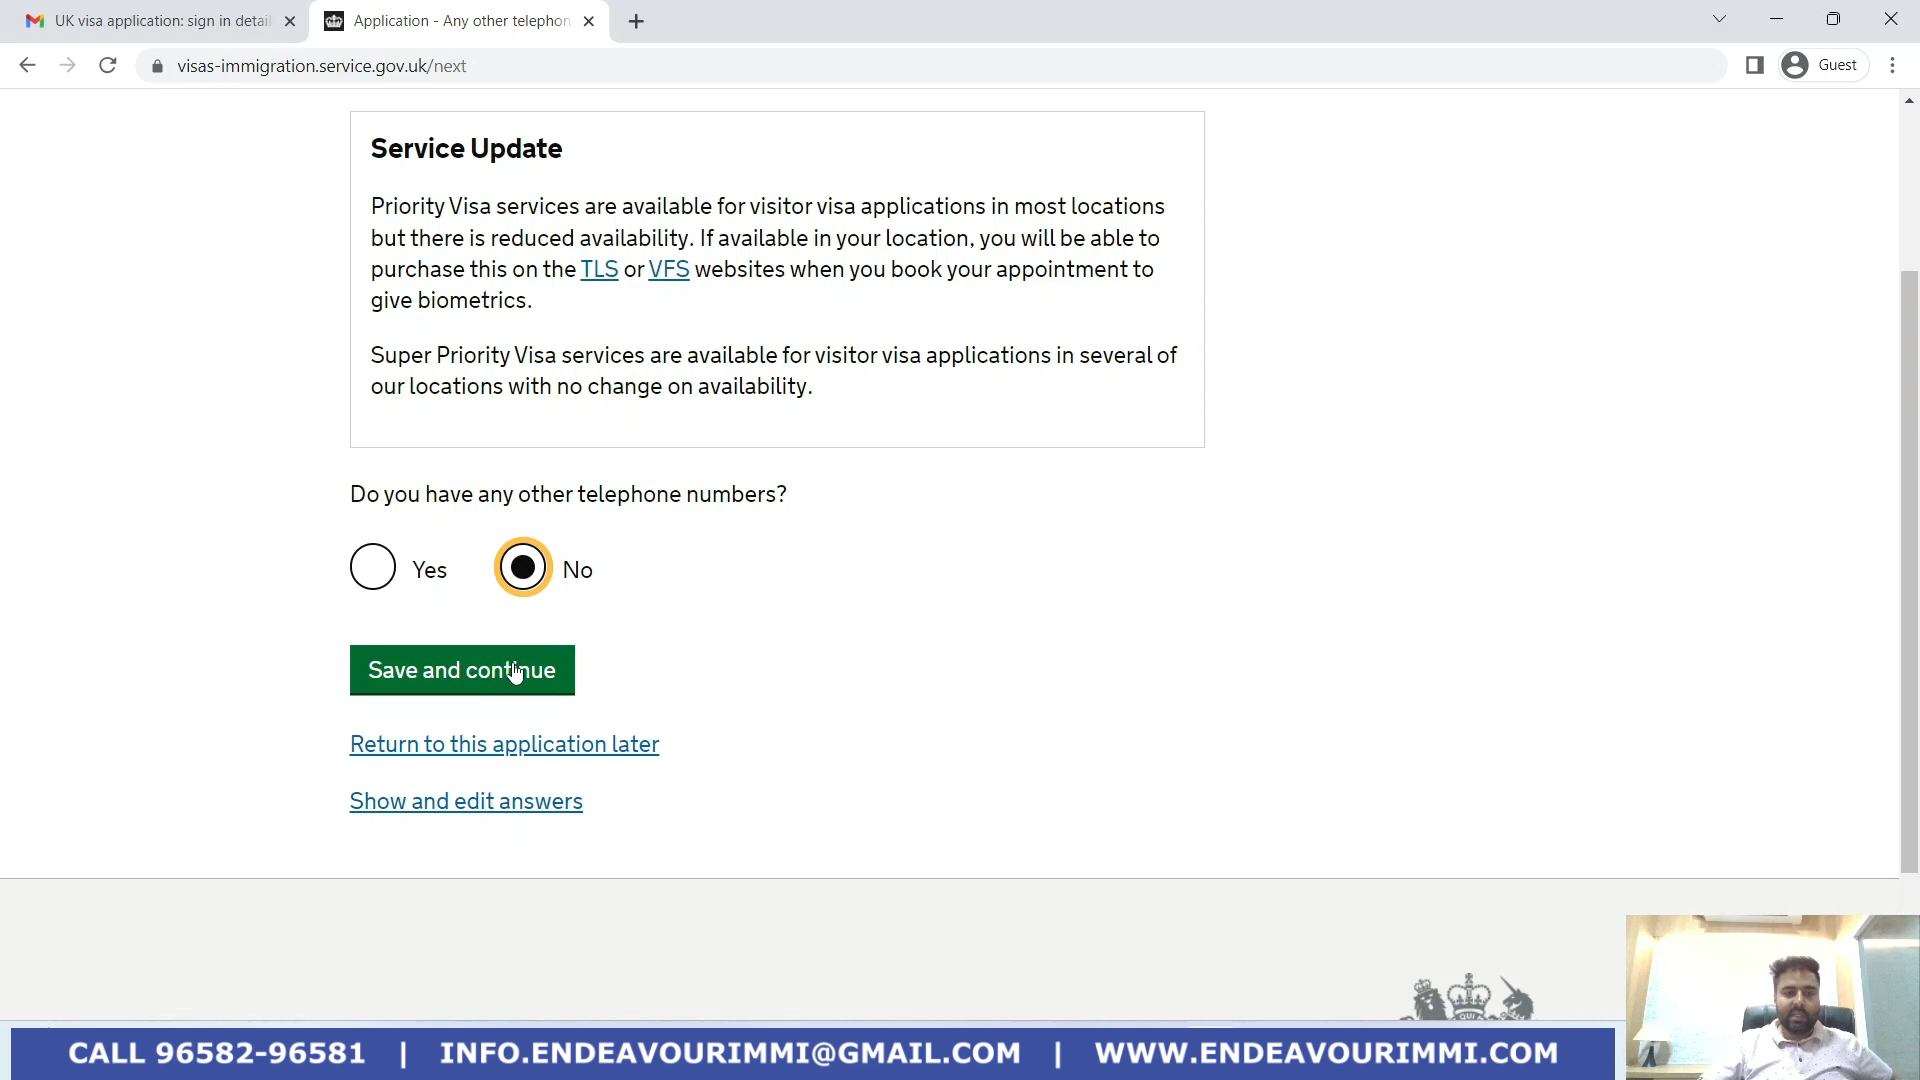 UK visa application: sign in detail
Application - Any other telephon
visas-immigration.service.gov.uk/next
Guest
Service Update
Priority Visa services are available for visitor visa applications in most locations
but there is reduced availability. If available in your location, you will be able to
purchase this on the TLS or VFS websites when you book your appointment to
give biometrics.
Super Priority Visa services are available for visitor visa applications in several of
our locations with no change on availability.
Do you have any other telephone numbers?
Yes No
Save and continue
Return to this application later
Show and edit answers
CALL 96582-96581 | INFO.ENDEAVOURIMMI@GMAIL.COM | WWW.ENDEAVOURIMMI.COM